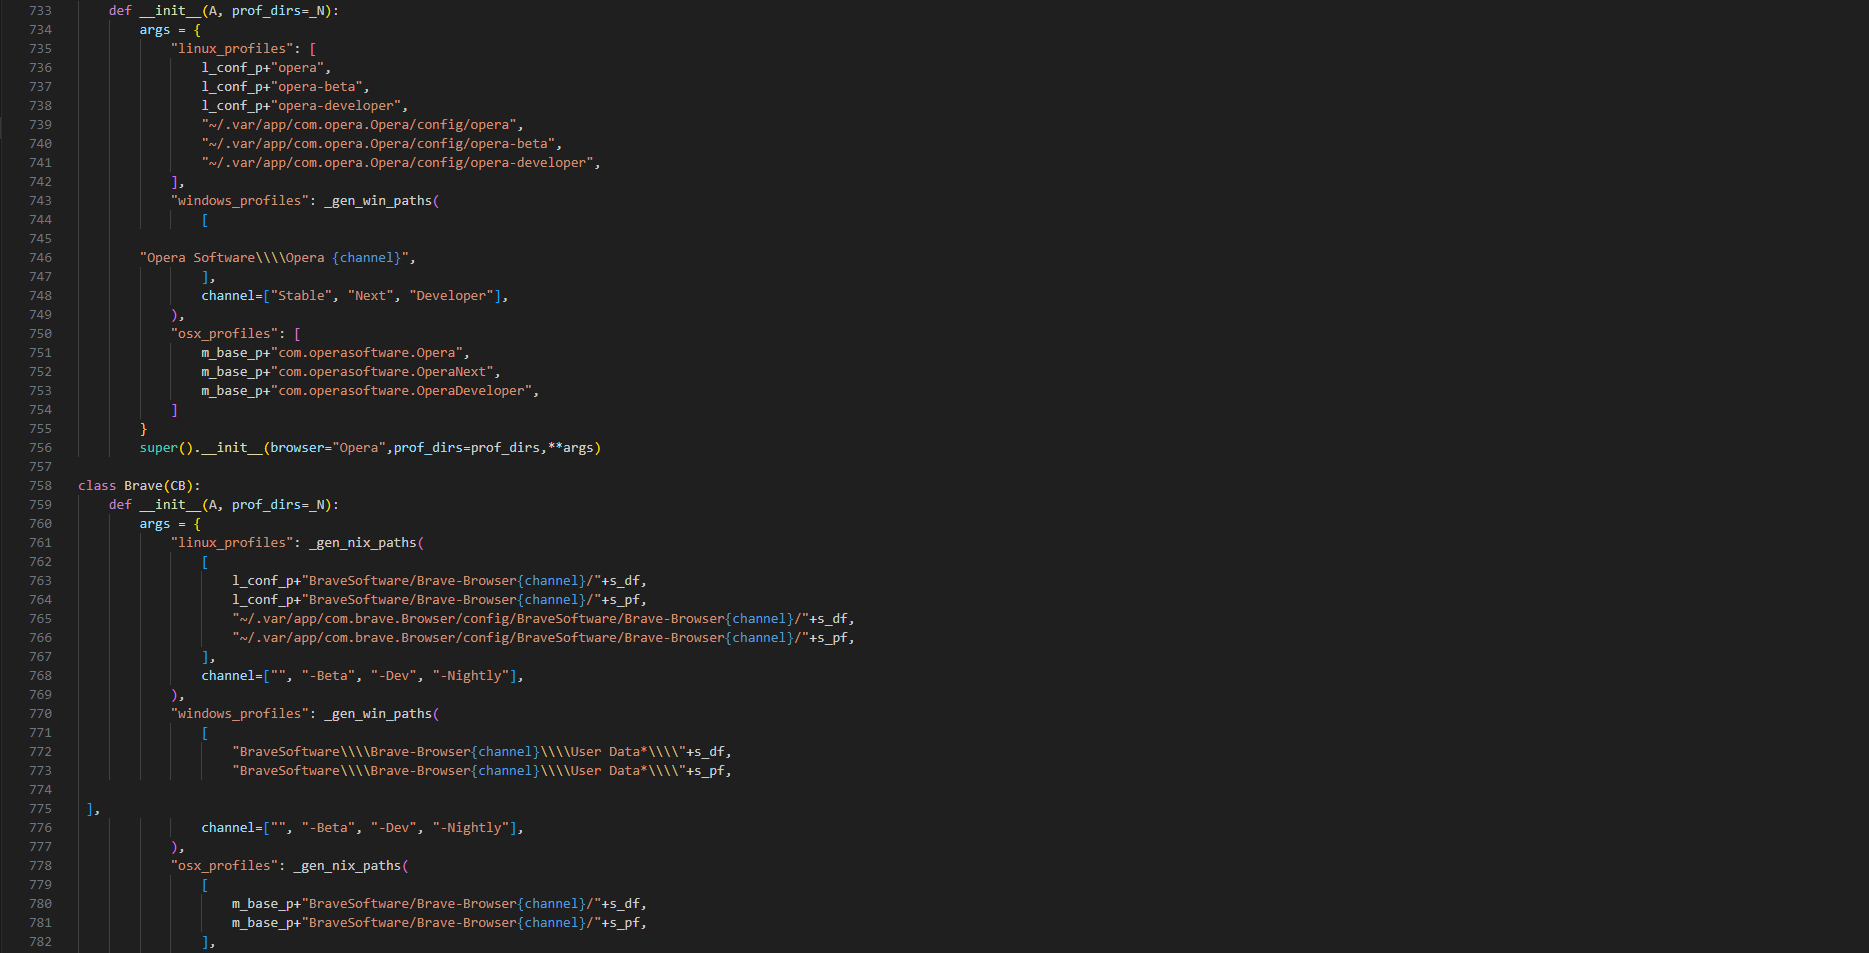 733 def __init__(A, prof_dirs=_N):
734 args = {
735 "linux_profiles": [
736 l_conf_p+"opera",
737 l_conf_p+"opera-beta",
738 l_conf_p+"opera-developer",
739 "~/.var/app/com.opera.Opera/config/opera",
740 "~/.var/app/com.opera.Opera/config/opera-beta",
741 "~/.var/app/com.opera.Opera/config/opera-developer",
742 ],
743 "windows_profiles": _gen_win_paths(
744 [
745
746 "Opera Software\\\\Opera {channel}",
747 ],
748 channel=["Stable", "Next", "Developer"],
749 ),
750 "osx_profiles": [
751 m_base_p+"com.operasoftware.Opera",
752 m_base_p+"com.operasoftware.OperaNext",
753 m_base_p+"com.operasoftware.OperaDeveloper",
754 ]
755 }
756 super().__init__(browser="Opera",prof_dirs=prof_dirs,**args)
757
758 class Brave(CB):
759 def __init__(A, prof_dirs=_N):
760 args = {
761 "linux_profiles": _gen_nix_paths(
762 [
763 l_conf_p+"BraveSoftware/Brave-Browser{channel}/"+s_df,
764 l_conf_p+"BraveSoftware/Brave-Browser{channel}/"+s_pf,
765 "~/.var/app/com.brave.Browser/config/BraveSoftware/Brave-Browser{channel}/"+s_df,
766 "~/.var/app/com.brave.Browser/config/BraveSoftware/Brave-Browser{channel}/"+s_pf,
767 ],
768 channel=["", "-Beta", "-Dev", "-Nightly"],
769 ),
770 "windows_profiles": _gen_win_paths(
771 [
772 "BraveSoftware\\\\Brave-Browser{channel}\\\\User Data*\\\\"+s_df,
773 "BraveSoftware\\\\Brave-Browser{channel}\\\\User Data*\\\\"+s_pf,
774
775 ],
776 channel=["", "-Beta", "-Dev", "-Nightly"],
777 ),
778 "osx_profiles": _gen_nix_paths(
779 [
780 m_base_p+"BraveSoftware/Brave-Browser{channel}/"+s_df,
781 m_base_p+"BraveSoftware/Brave-Browser{channel}/"+s_pf,
782 ],